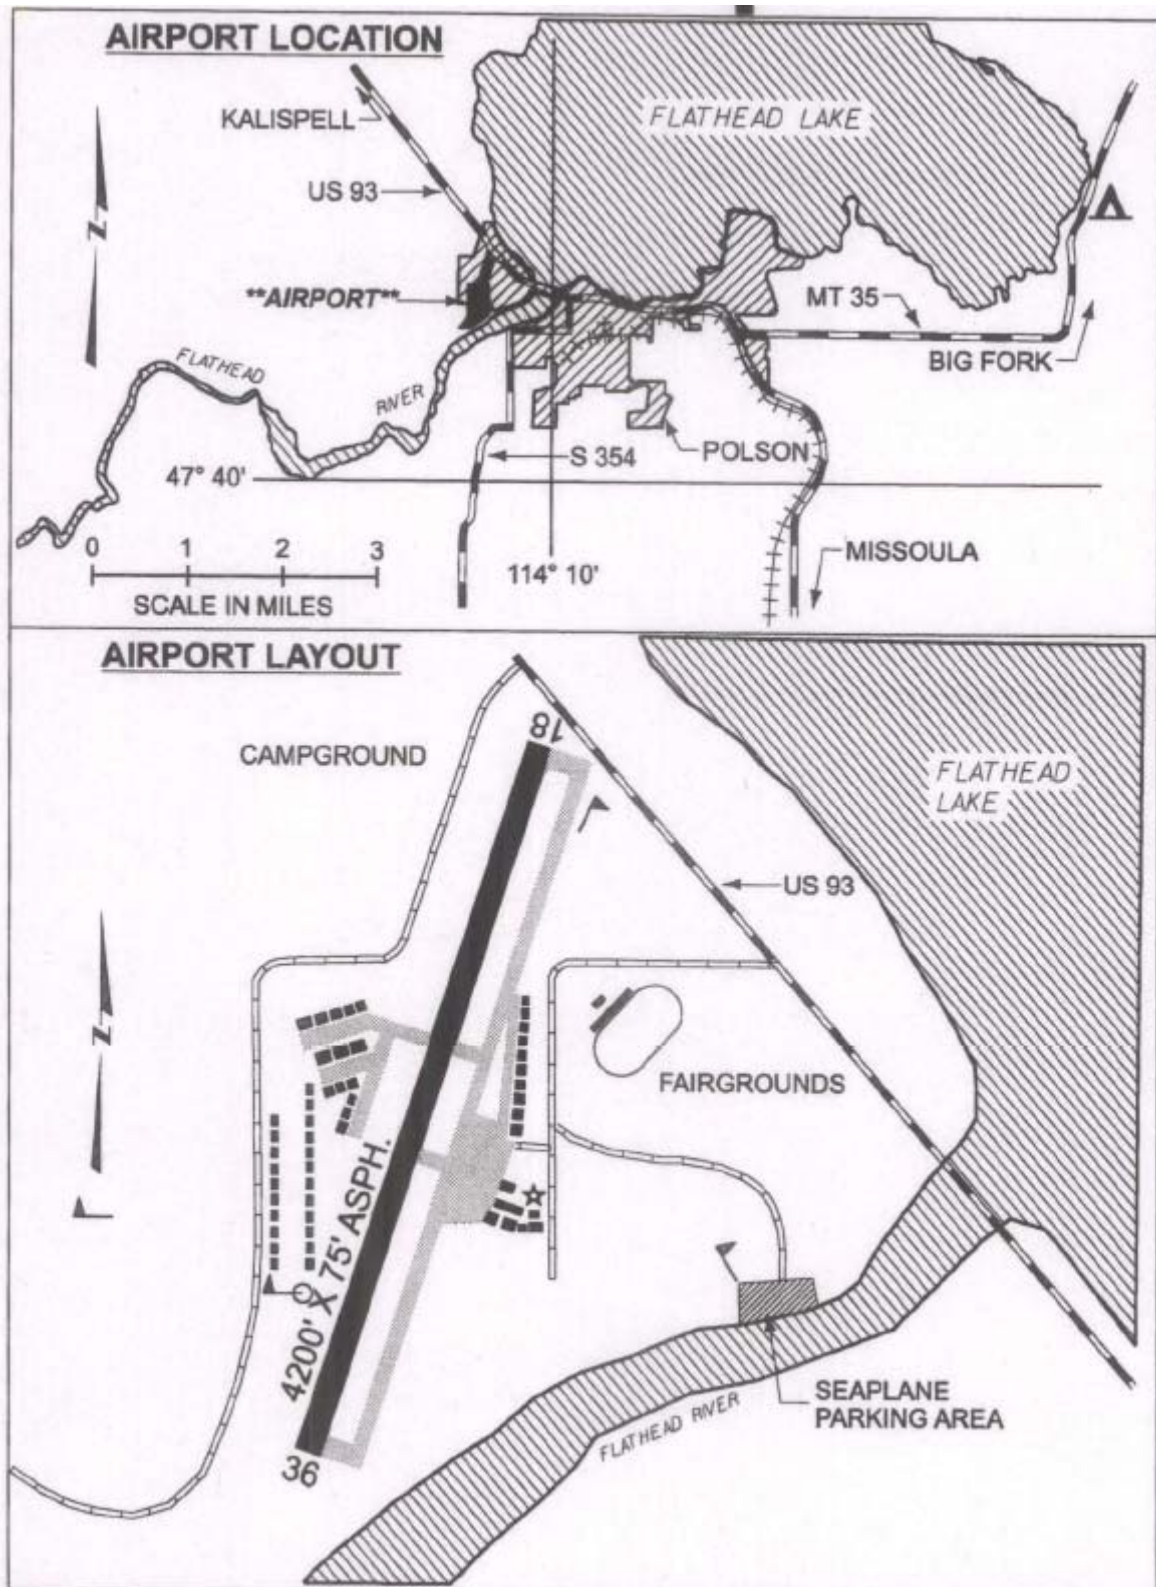 AIRPORT LOCATION
KALISPELL
FLATHEAD LAKE
US 93
N
**AIRPORT**
MT 35
FLATHEAD
RIVER
BIG FORK
POLSON
S 354
47° 40'
0 1 2 3
SCALE IN MILES
114° 10'
MISSOULA
AIRPORT LAYOUT
CAMPGROUND
18
FLATHEAD
LAKE
US 93
N
FAIRGROUNDS
4200' X 75' ASPH.
SEAPLANE
PARKING AREA
FLATHEAD RIVER
36